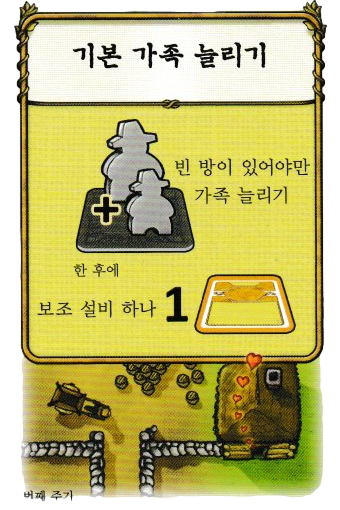 기본 가족 늘리기
빈 방이 있어야만
가족 늘리기
한 후에
보조 설비 하나 1
번째 주기